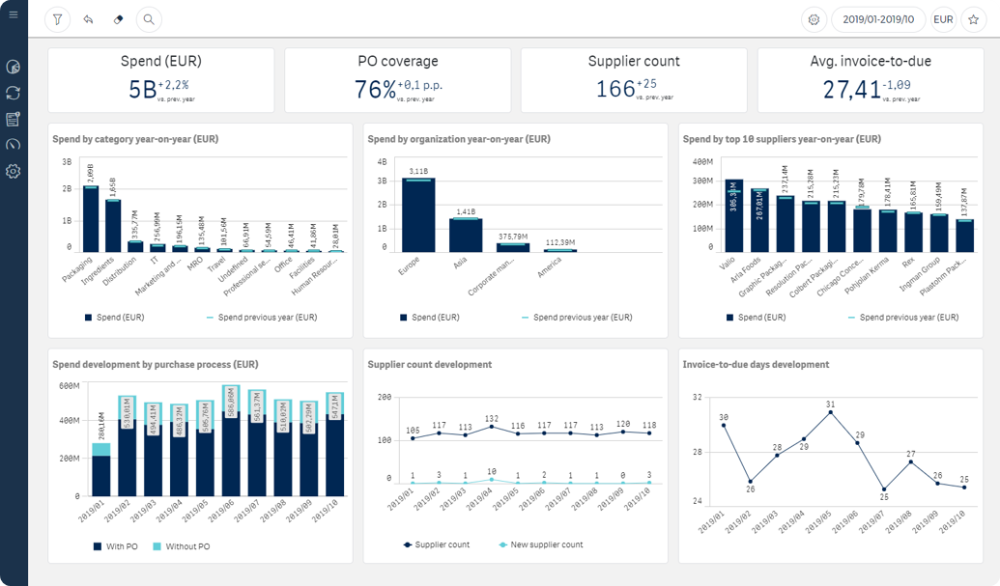 2019/01-2019/10
EUR
Spend (EUR)
5B +2,2%
vs. prev. year
PO coverage
76% +0,1 p.p.
vs. prev. year
Supplier count
166 +25
vs. prev. year
Avg. invoice-to-due
27,41 -1,09
vs. prev. year
Spend by category year-on-year (EUR)
3B
2B
1B
0
2,09B
1,65B
335,77M
256,99M
196,15M
135,48M
101,56M
66,91M
54,59M
46,41M
41,86M
28,01M
Packaging
Ingredients
Distribution
IT
Marketing and ...
MRO
Travel
Undefined
Professional se...
Office
Facilities
Human Resour...
Spend (EUR)
Spend previous year (EUR)
Spend by organization year-on-year (EUR)
4B
3B
2B
1B
0
3,11B
1,41B
375,79M
112,39M
Europe
Asia
Corporate man...
America
Spend (EUR)
Spend previous year (EUR)
Spend by top 10 suppliers year-on-year (EUR)
400M
300M
200M
100M
0
267,01M
237,14M
215,28M
215,23M
179,78M
178,41M
165,81M
159,49M
137,87M
Valio
Arla Foods
Graphic Packag...
Resolution Pac...
Colbert Packag...
Chicago Conce...
Pohjolan Kerma
Rex
Ingman Group
Plastohm Pack...
Spend (EUR)
Spend previous year (EUR)
Spend development by purchase process (EUR)
600M
400M
200M
0
280,16M
530,01M
494,41M
486,32M
505,76M
586,06M
561,37M
510,02M
502,29M
547,1M
2019/01
2019/02
2019/03
2019/04
2019/05
2019/06
2019/07
2019/08
2019/09
2019/10
With PO
Without PO
Supplier count development
200
100
0
105
117
113
132
116
117
117
113
120
118
1
3
1
10
1
2
1
1
0
3
2019/01
2019/02
2019/03
2019/04
2019/05
2019/06
2019/07
2019/08
2019/09
2019/10
Supplier count
New supplier count
Invoice-to-due days development
32
28
24
30
26
28
29
31
29
25
27
26
25
2019/01
2019/02
2019/03
2019/04
2019/05
2019/06
2019/07
2019/08
2019/09
2019/10